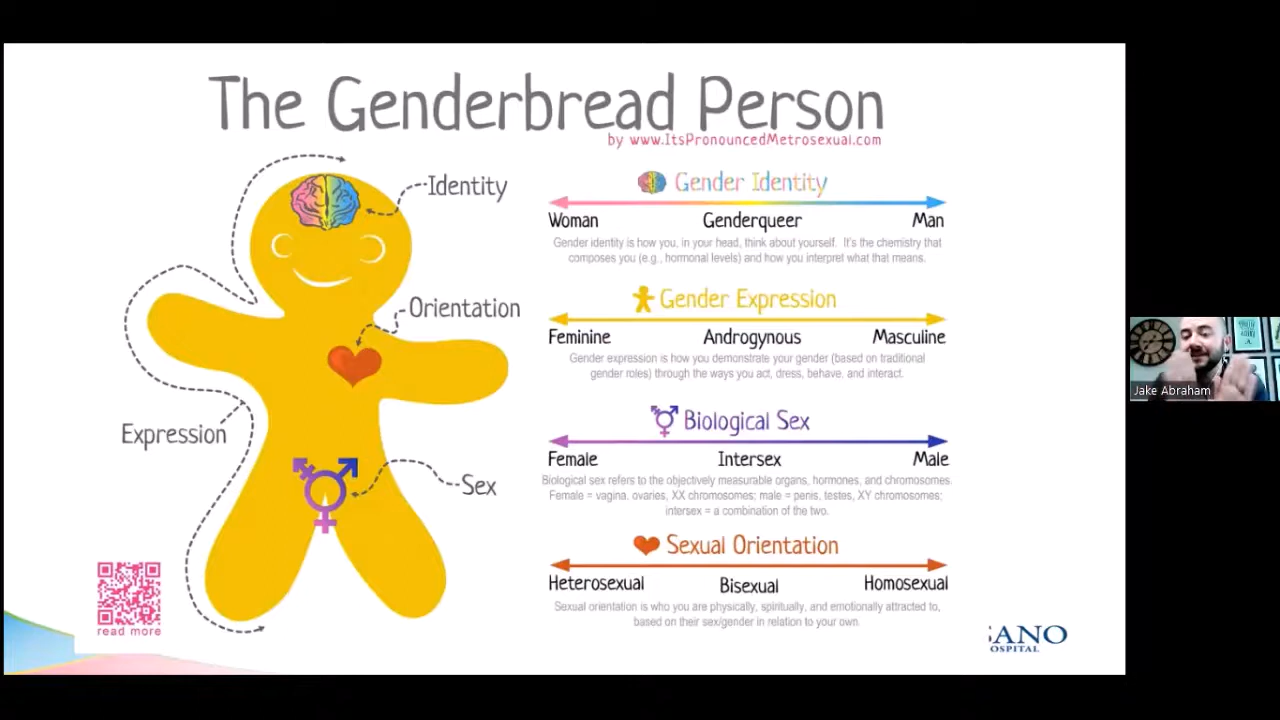 The Genderbread Person
by www.ItsPronouncedMetrosexual.com
Identity
Orientation
Expression
Sex
read more
Gender Identity
Woman Genderqueer Man
Gender identity is how you, in your head, think about yourself. It's the chemistry that
composes you (e.g., hormonal levels) and how you interpret what that means.
Gender Expression
Feminine Androgynous Masculine
Gender expression is how you demonstrate your gender (based on traditional
gender roles) through the ways you act, dress, behave, and interact.
Biological Sex
Female Intersex Male
Biological sex refers to the objectively measurable organs, hormones, and chromosomes.
Female = vagina, ovaries, XX chromosomes; male = penis, testes, XY chromosomes;
intersex = a combination of the two.
Sexual Orientation
Heterosexual Bisexual Homosexual
Sexual orientation is who you are physically, spiritually, and emotionally attracted to,
based on their sex/gender in relation to your own.
ANO
OSPITAL
Jake Abraham